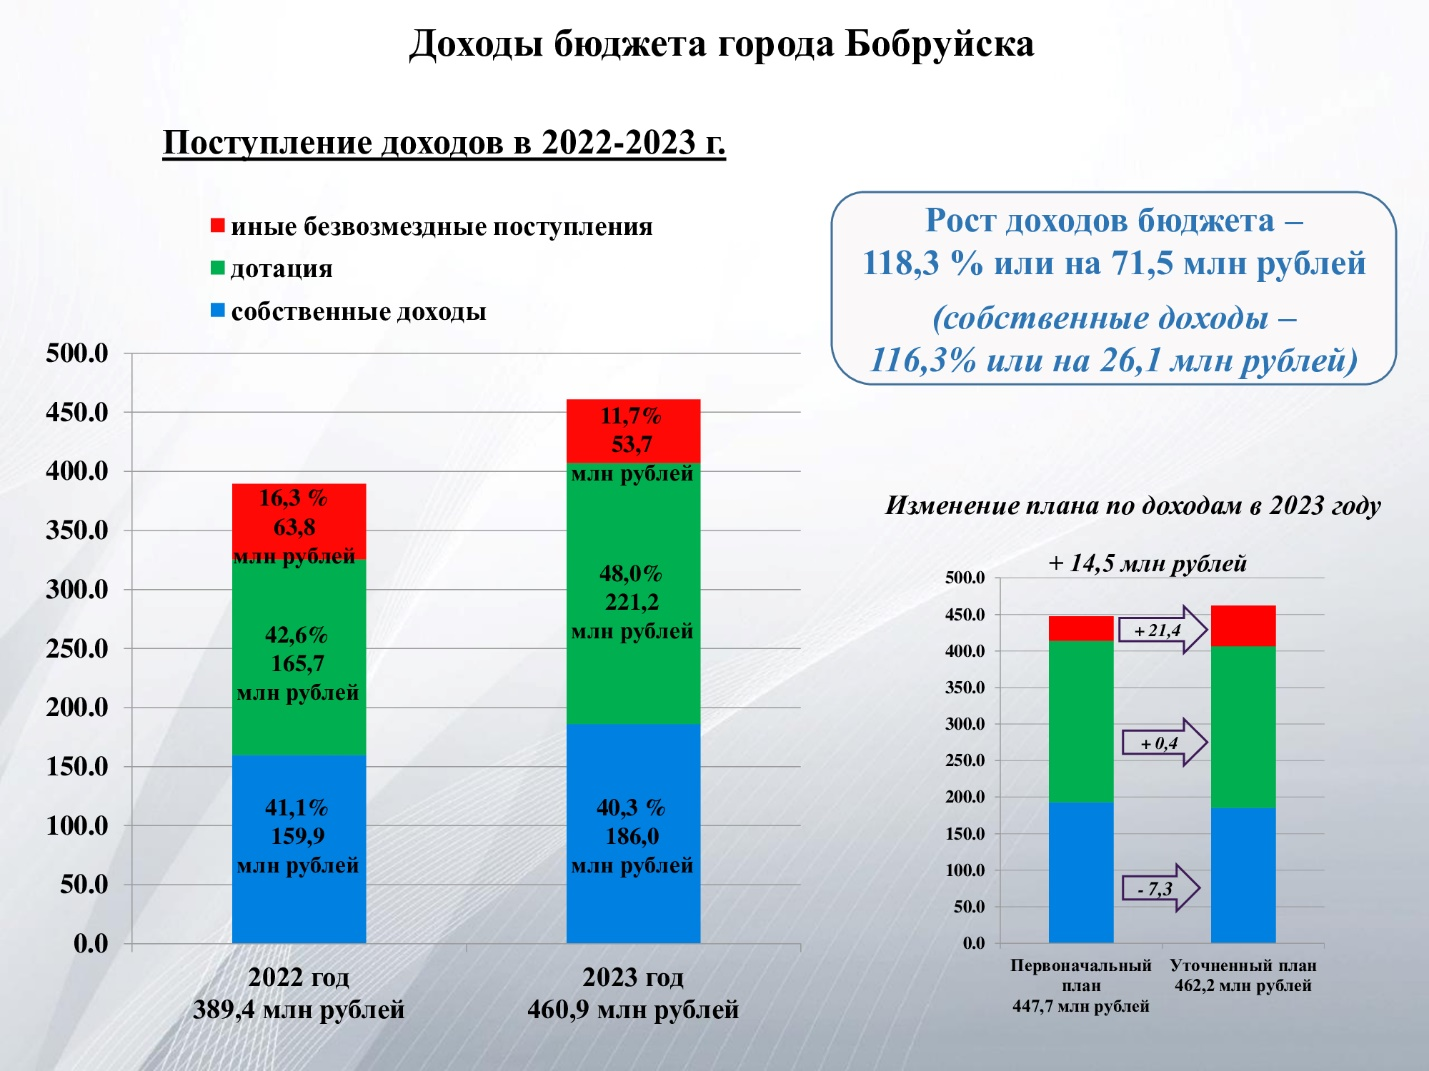 Доходы бюджета города Бобруйска
Поступление доходов в 2022-2023 г.
иные безвозмездные поступления
дотация
собственные доходы
500.0
450.0
400.0
350.0
300.0
250.0
200.0
150.0
100.0
50.0
0.0
16,3 %
63,8
млн рублей
42,6%
165,7
млн рублей
41,1%
159,9
млн рублей
11,7%
53,7
млн рублей
48,0%
221,2
млн рублей
40,3 %
186,0
млн рублей
2022 год
389,4 млн рублей
2023 год
460,9 млн рублей
Рост доходов бюджета –
118,3 % или на 71,5 млн рублей
(собственные доходы –
116,3% или на 26,1 млн рублей)
Изменение плана по доходам в 2023 году
+ 14,5 млн рублей
500.0
450.0
400.0
350.0
300.0
250.0
200.0
150.0
100.0
50.0
0.0
+ 21,4
+ 0,4
- 7,3
Первоначальный
план
447,7 млн рублей
Уточненный план
462,2 млн рублей